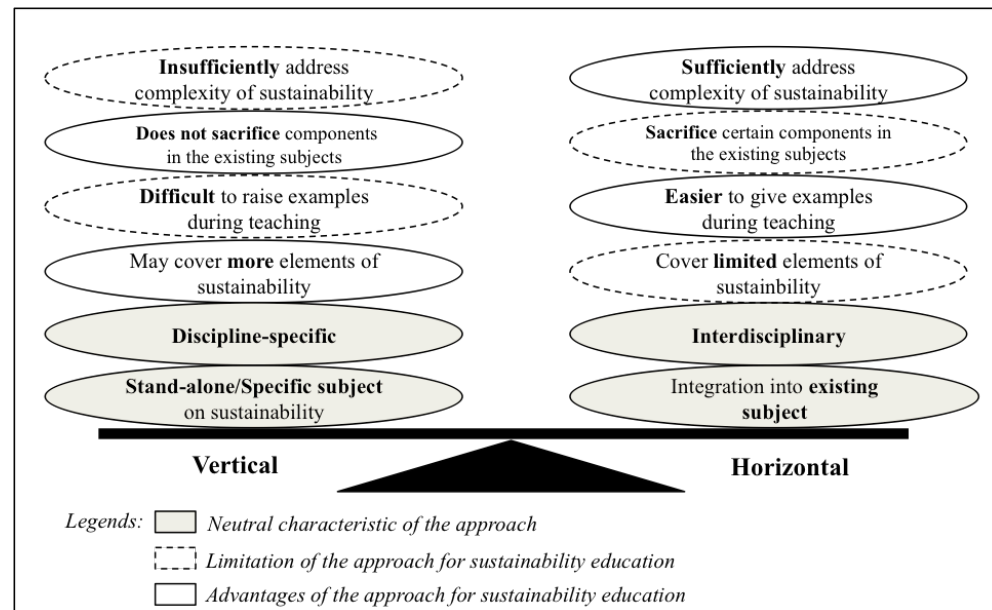 Insufficiently address
complexity of sustainability
Does not sacrifice components
in the existing subjects
Difficult to raise examples
during teaching
May cover more elements of
sustainability
Discipline-specific
Stand-alone/Specific subject
on sustainability
Vertical
Sufficiently address
complexity of sustainability
Sacrifice certain components in
the existing subjects
Easier to give examples
during teaching
Cover limited elements of
sustainbility
Interdisciplinary
Integration into existing
subject
Horizontal
Legends:
Neutral characteristic of the approach
Limitation of the approach for sustainability education
Advantages of the approach for sustainability education